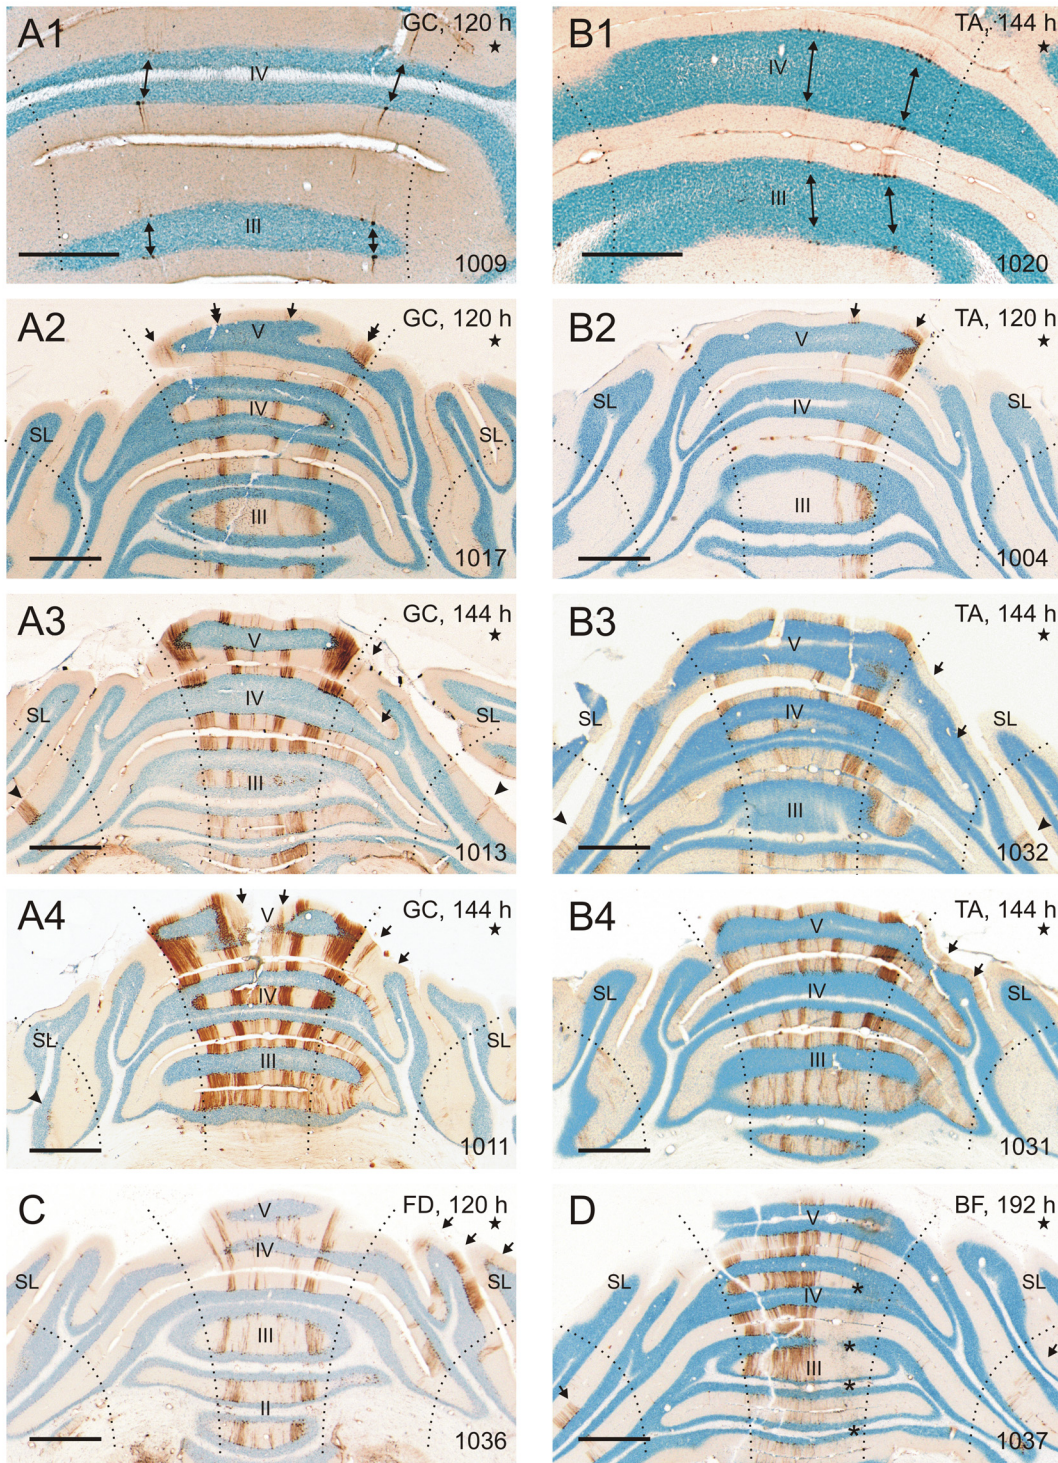 A1 GC, 120 h ★
IV
III
1009
B1 TA, 144 h ★
IV
III
1020
A2 GC, 120 h ★
V
IV
SL SL
III
1017
B2 TA, 120 h ★
V
SL SL
IV
III
1004
A3 GC, 144 h ★
V
IV
SL SL
III
1013
B3 TA, 144 h ★
V
SL SL
IV
III
1032
A4 GC, 144 h ★
V
IV
SL SL
III
1011
B4 TA, 144 h ★
V
SL SL
IV
III
1031
C FD, 120 h ★
V
IV
SL SL
III
II
1036
D BF, 192 h ★
V
SL SL
IV *
*
III
*
*
1037